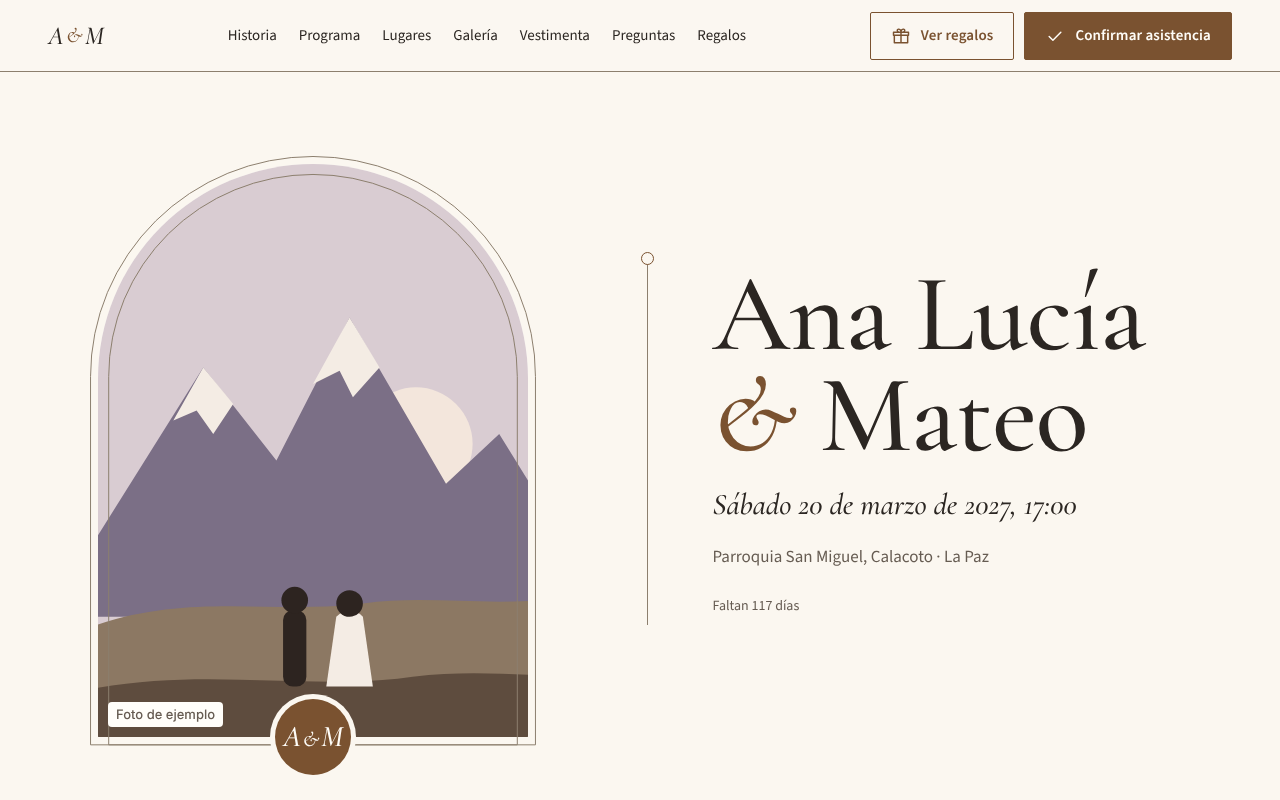 A & M
Historia Programa Lugares Galería Vestimenta Preguntas Regalos
Ver regalos
Confirmar asistencia
Ana Lucía
& Mateo
Sábado 20 de marzo de 2027, 17:00
Parroquia San Miguel, Calacoto · La Paz
Faltan 117 días
Foto de ejemplo
A & M